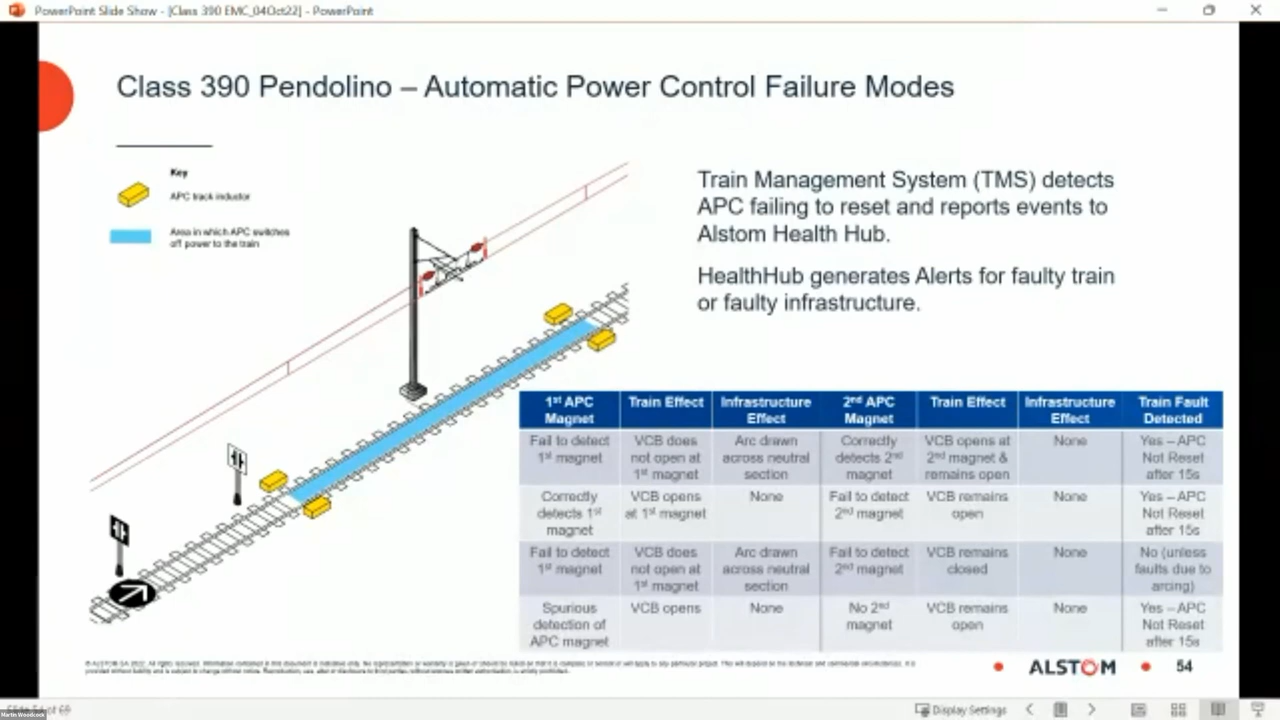 PowerPoint Slide Show - [Class 390 EMC_04Oct22] - PowerPoint
Class 390 Pendolino – Automatic Power Control Failure Modes
Key
APC track inductor
Area in which APC switches
off power to the train
Train Management System (TMS) detects
APC failing to reset and reports events to
Alstom Health Hub.
HealthHub generates Alerts for faulty train
or faulty infrastructure.
1st APC Magnet | Train Effect | Infrastructure Effect | 2nd APC Magnet | Train Effect | Infrastructure Effect | Train Fault Detected
Fail to detect 1st magnet | VCB does not open at 1st magnet | Arc drawn across neutral section | Correctly detects 2nd magnet | VCB opens at 2nd magnet & remains open | None | Yes – APC Not Reset after 15s
Correctly detects 1st magnet | VCB opens at 1st magnet | None | Fail to detect 2nd magnet | VCB remains open | None | Yes – APC Not Reset after 15s
Fail to detect 1st magnet | VCB does not open at 1st magnet | Arc drawn across neutral section | Fail to detect 2nd magnet | VCB remains closed | None | No (unless faults due to arcing)
Spurious detection of APC magnet | VCB opens | None | No 2nd magnet | VCB remains open | None | Yes – APC Not Reset after 15s
ALSTOM
54
Slide 54 of 69
Martin Woodcock
Display Settings